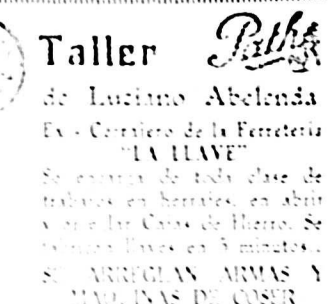 Taller Pathé
de Luciano Abelenda
Ex - Cerrajero de la Ferretería
"LA LLAVE"
Se encarga de toda clase de
trabajos en herrajes, en abrir
y arreglar Cajas de Hierro. Se
fabrican llaves en 5 minutos.
SE ARREGLAN ARMAS Y
MAQUINAS DE COSER